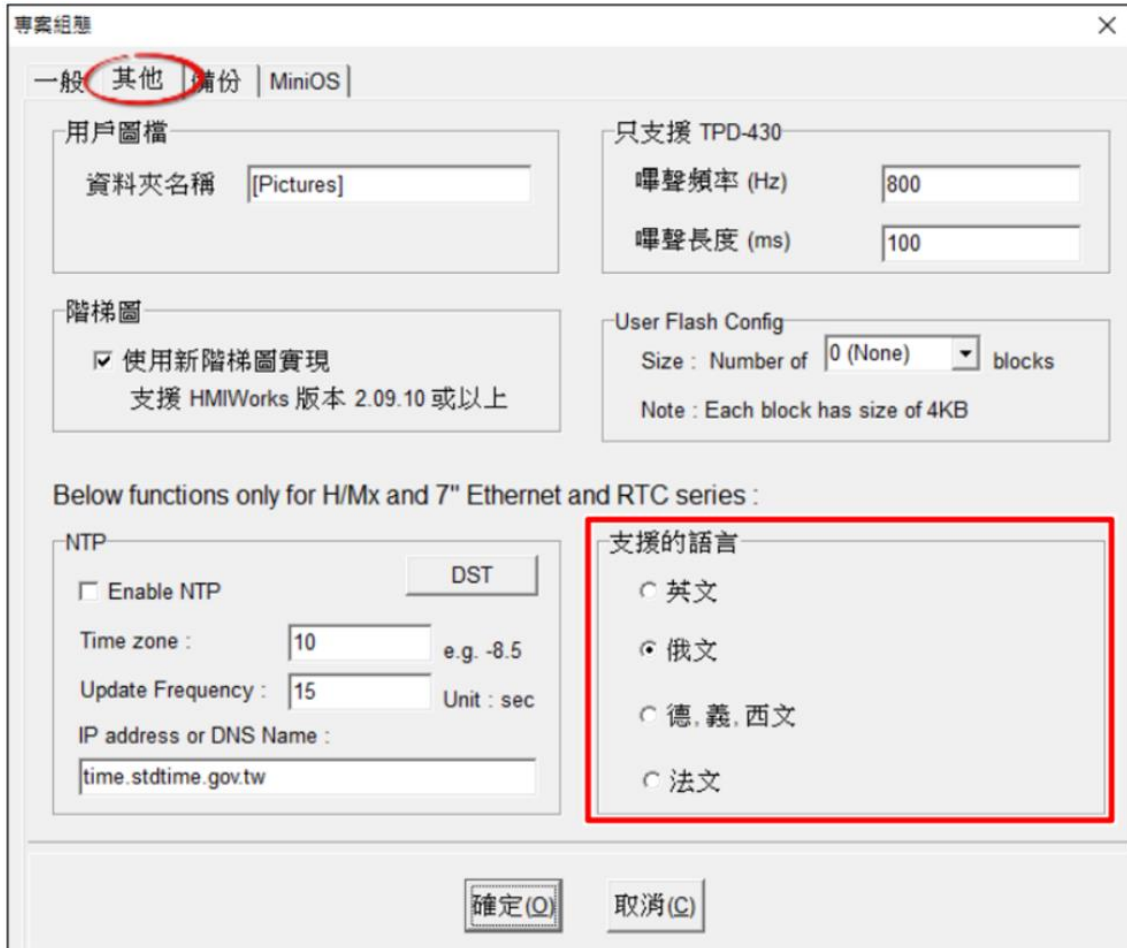 專案組態
一般 其他 備份 MiniOS
用戶圖檔
資料夾名稱 [Pictures]
只支援 TPD-430
嗶聲頻率 (Hz) 800
嗶聲長度 (ms) 100
階梯圖
使用新階梯圖實現
支援 HMIWorks 版本 2.09.10 或以上
User Flash Config
Size : Number of 0 (None) blocks
Note : Each block has size of 4KB
Below functions only for H/Mx and 7" Ethernet and RTC series :
NTP
DST
Enable NTP
Time zone : 10 e.g. -8.5
Update Frequency : 15 Unit : sec
IP address or DNS Name :
time.stdtime.gov.tw
支援的語言
英文
俄文
德, 義, 西文
法文
確定(O) 取消(C)